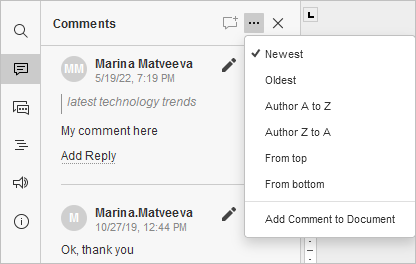 Comments
Newest
Oldest
Author A to Z
Author Z to A
From top
From bottom
Add Comment to Document
MM
Marina Matveeva
5/19/22, 7:19 PM
latest technology trends
My comment here
Add Reply
M
Marina.Matveeva
10/27/19, 12:44 PM
Ok, thank you